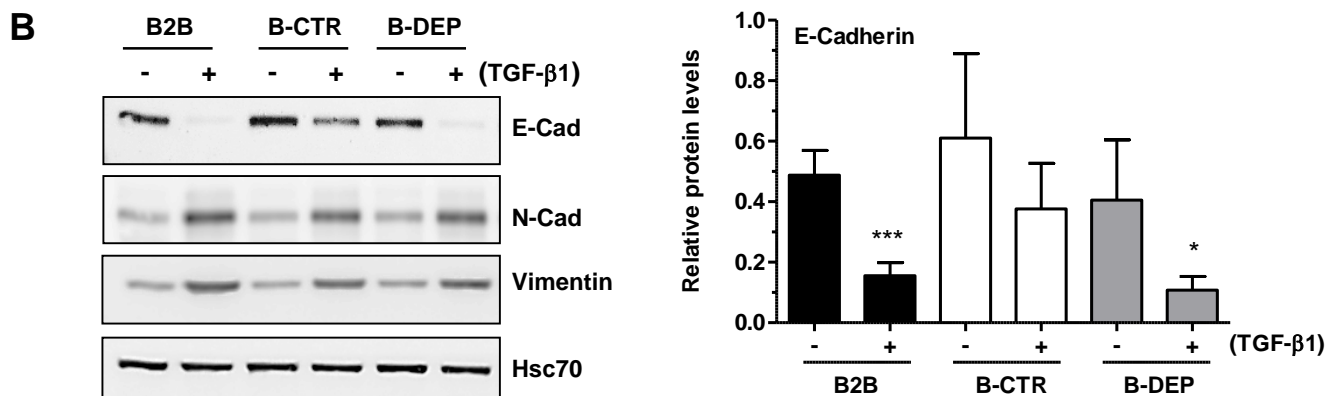 B
B2B B-CTR B-DEP
- + - + - + (TGF-β1)
E-Cad
N-Cad
Vimentin
Hsc70
E-Cadherin
Relative protein levels
1.0
0.8
0.6
0.4
0.2
0.0
***
*
- + - + - + (TGF-β1)
B2B B-CTR B-DEP